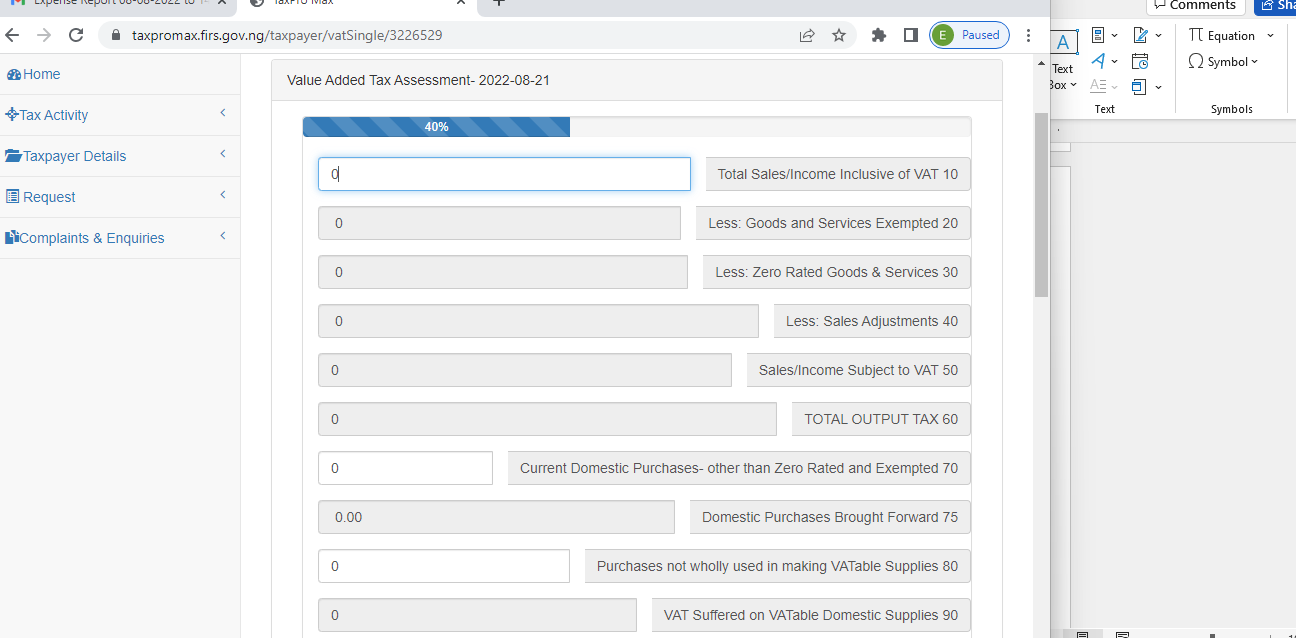 Expense Report 08-08-2022 to
TaxPro Max
Comments
Sha
taxpromax.firs.gov.ng/taxpayer/vatSingle/3226529
E Paused
A
Equation
Symbol
Text
Box
Text
Symbols
Home
Tax Activity
Taxpayer Details
Request
Complaints & Enquiries
Value Added Tax Assessment- 2022-08-21
40%
0 Total Sales/Income Inclusive of VAT 10
0 Less: Goods and Services Exempted 20
0 Less: Zero Rated Goods & Services 30
0 Less: Sales Adjustments 40
0 Sales/Income Subject to VAT 50
0 TOTAL OUTPUT TAX 60
0 Current Domestic Purchases- other than Zero Rated and Exempted 70
0.00 Domestic Purchases Brought Forward 75
0 Purchases not wholly used in making VATable Supplies 80
0 VAT Suffered on VATable Domestic Supplies 90